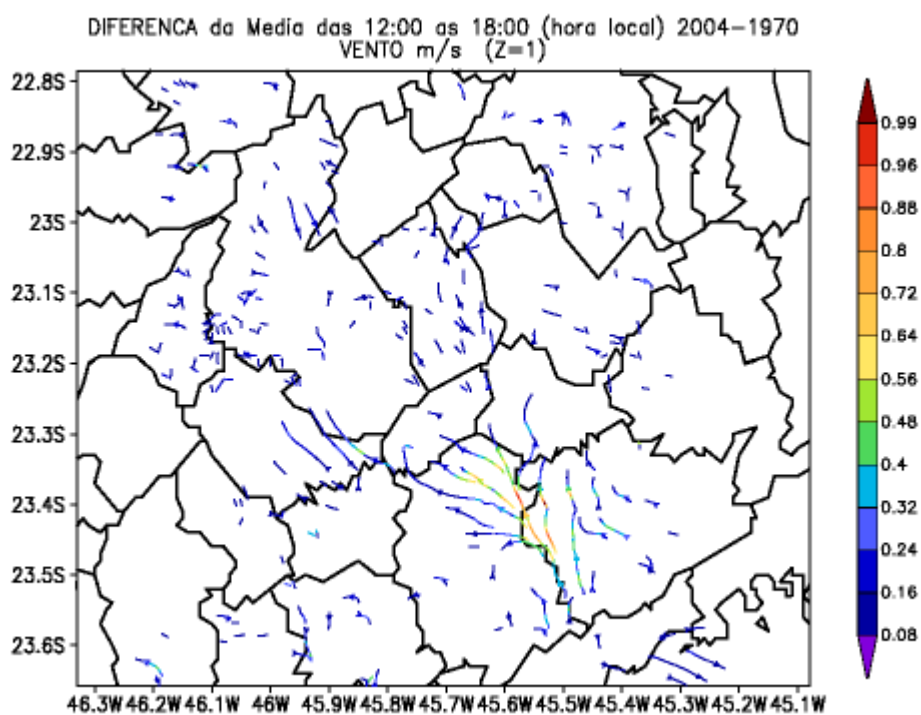 DIFERENCA da Media das 12:00 as 18:00 (hora local) 2004-1970
VENTO m/s (Z=1)
22.8S
22.9S
23S
23.1S
23.2S
23.3S
23.4S
23.5S
23.6S
46.3W 46.2W 46.1W 46W 45.9W 45.8W 45.7W 45.6W 45.5W 45.4W 45.3W 45.2W 45.1W
0.99
0.96
0.88
0.8
0.72
0.64
0.56
0.48
0.4
0.32
0.24
0.16
0.08